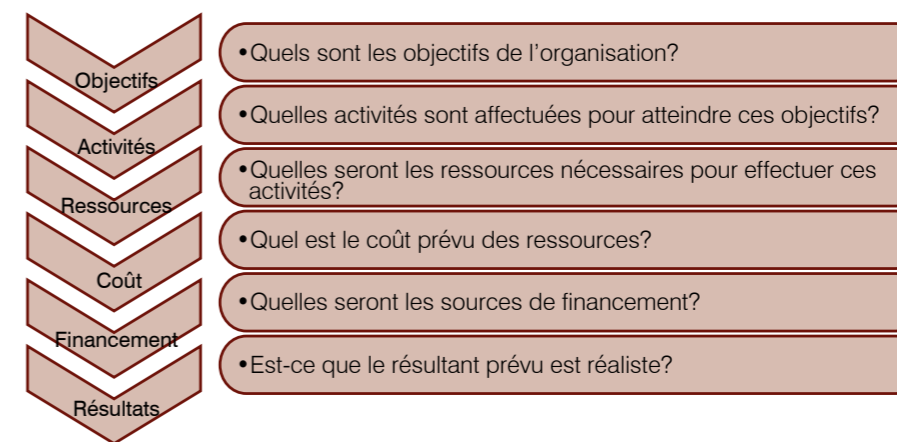 Objectifs
•Quels sont les objectifs de l’organisation?
Activités
•Quelles activités sont affectuées pour atteindre ces objectifs?
Ressources
•Quelles seront les ressources nécessaires pour effectuer ces
activités?
Coût
•Quel est le coût prévu des ressources?
Financement
•Quelles seront les sources de financement?
Résultats
•Est-ce que le résultant prévu est réaliste?